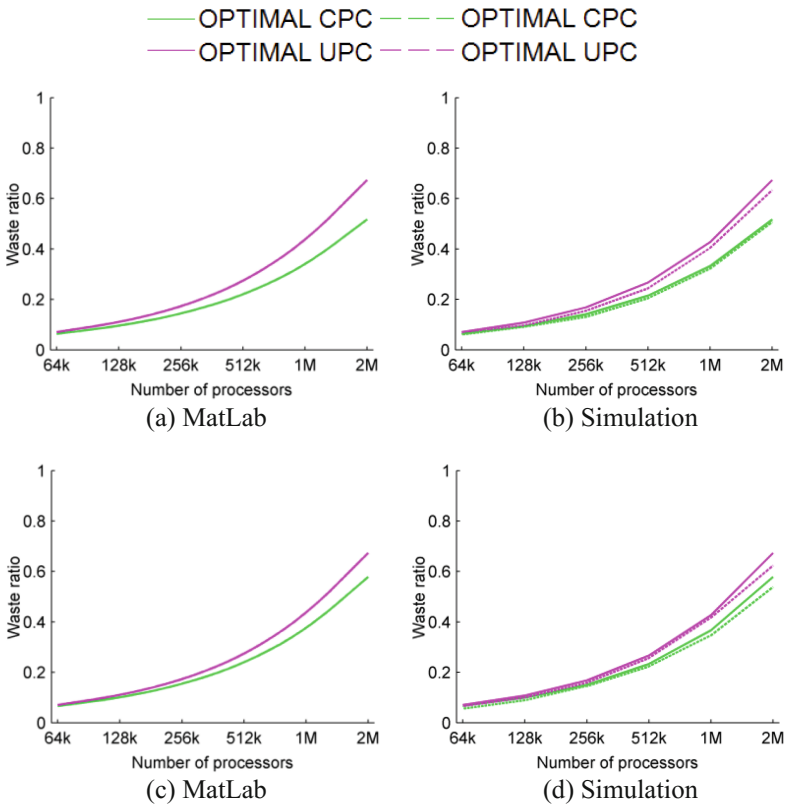 OPTIMAL CPC OPTIMAL CPC
OPTIMAL UPC OPTIMAL UPC
1
0.8
0.6
0.4
0.2
0
Waste ratio
64k 128k 256k 512k 1M 2M
Number of processors
(a) MatLab
1
0.8
0.6
0.4
0.2
0
Waste ratio
64k 128k 256k 512k 1M 2M
Number of processors
(b) Simulation
1
0.8
0.6
0.4
0.2
0
Waste ratio
64k 128k 256k 512k 1M 2M
Number of processors
(c) MatLab
1
0.8
0.6
0.4
0.2
0
Waste ratio
64k 128k 256k 512k 1M 2M
Number of processors
(d) Simulation